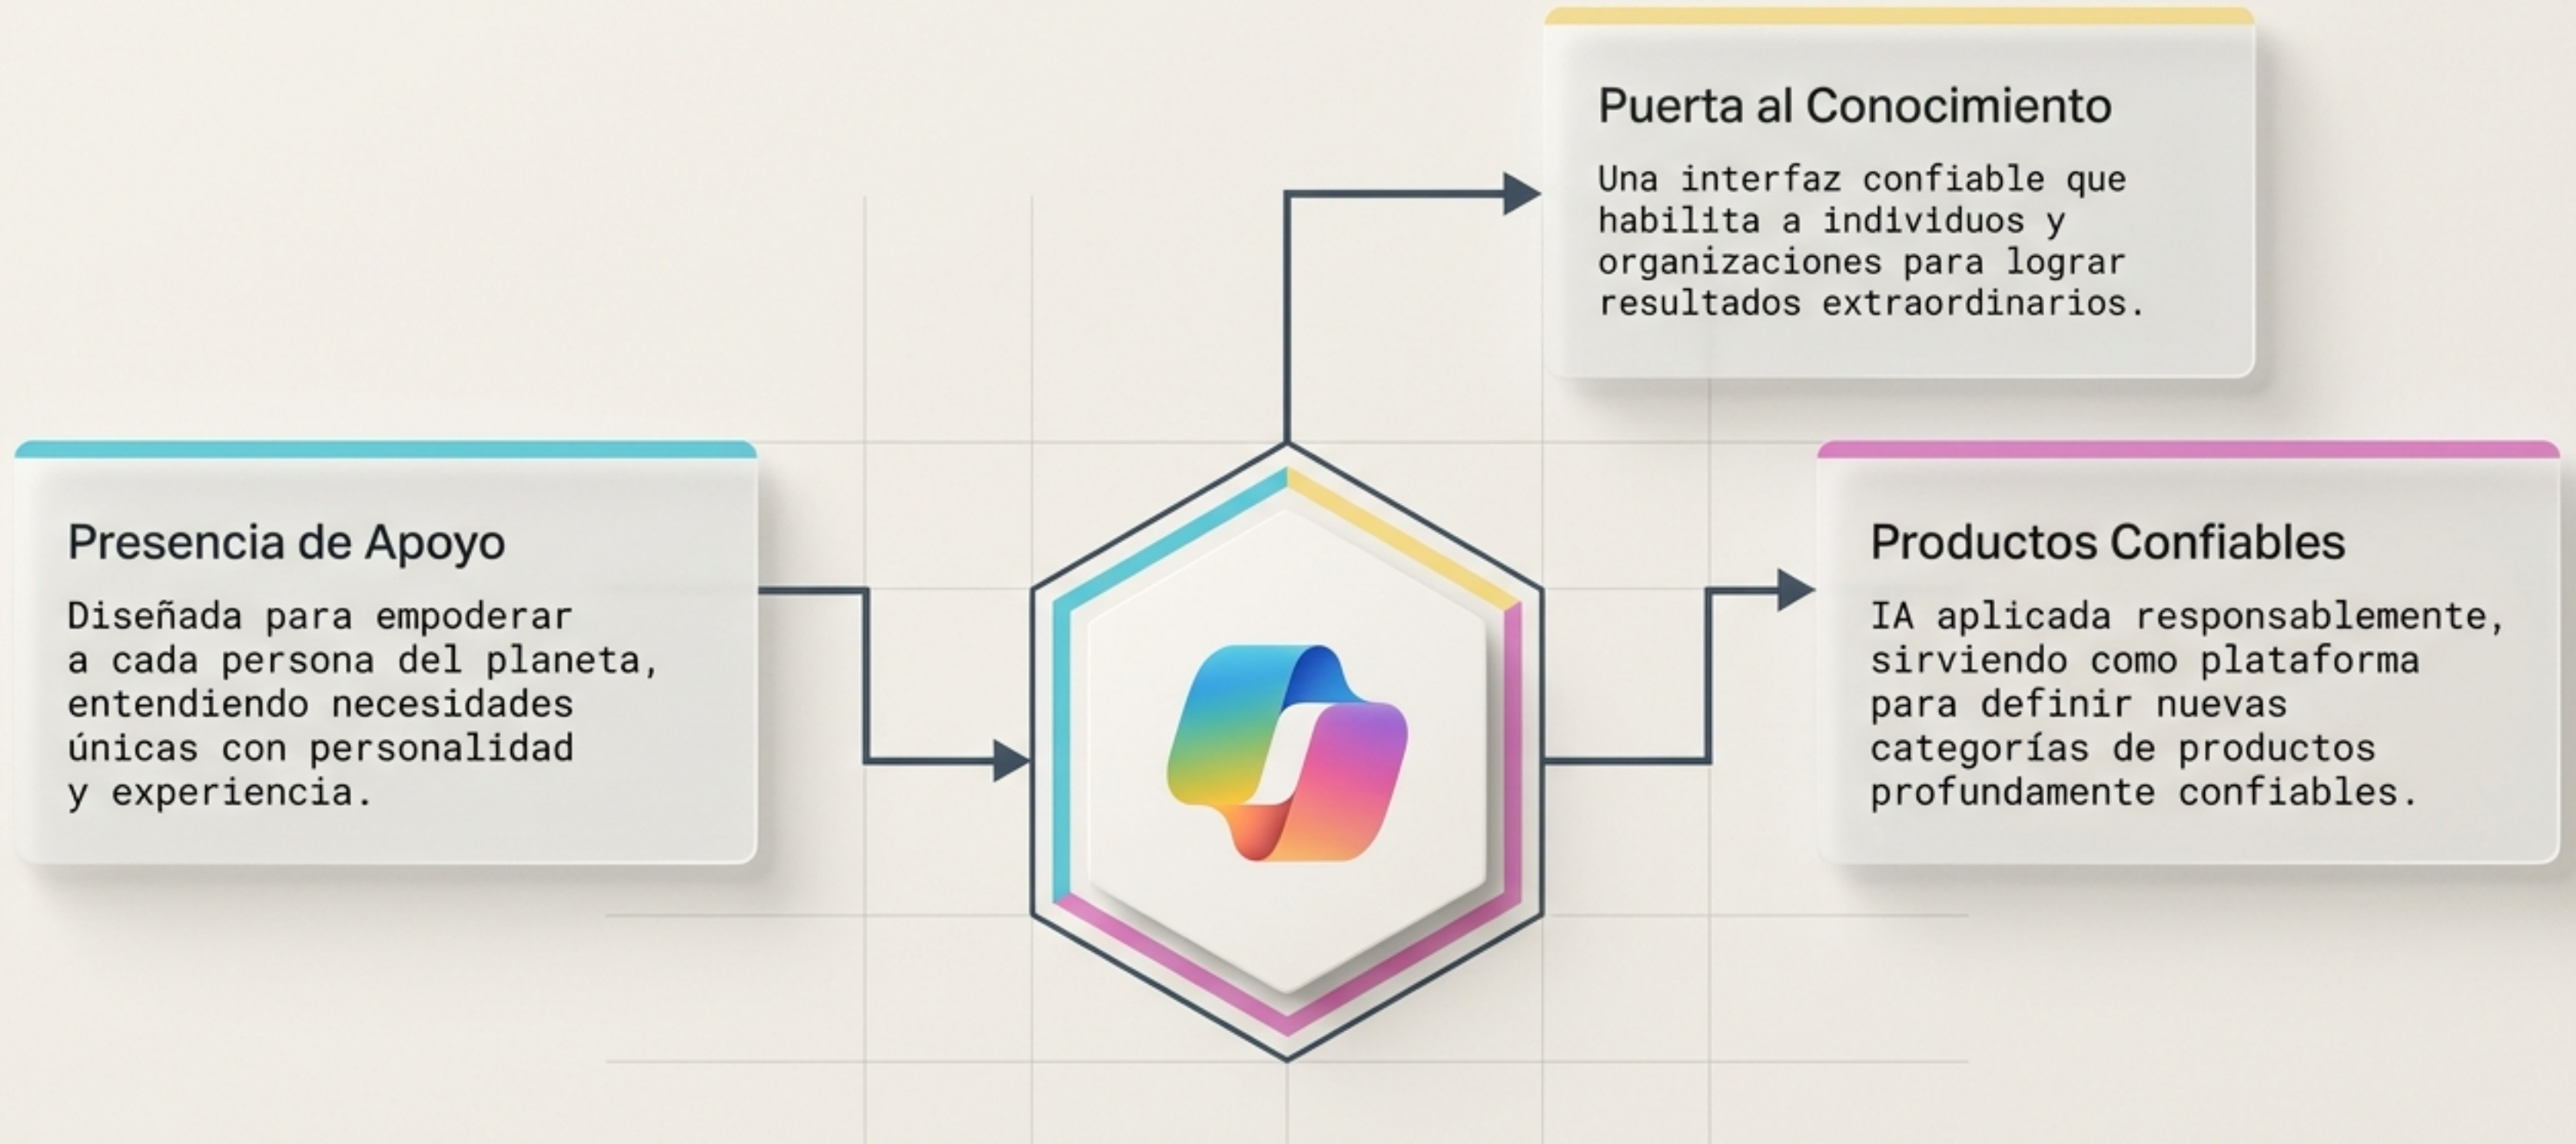 Puerta al Conocimiento
Una interfaz confiable que
habilita a individuos y
organizaciones para lograr
resultados extraordinarios.
Presencia de Apoyo
Diseñada para empoderar
a cada persona del planeta,
entendiendo necesidades
únicas con personalidad
y experiencia.
Productos Confiables
IA aplicada responsablemente,
sirviendo como plataforma
para definir nuevas
categorías de productos
profundamente confiables.